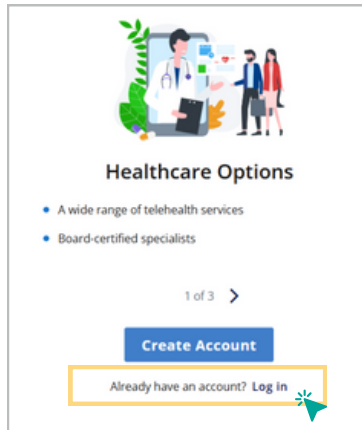 Healthcare Options
A wide range of telehealth services
Board-certified specialists
1 of 3
Create Account
Already have an account? Log in